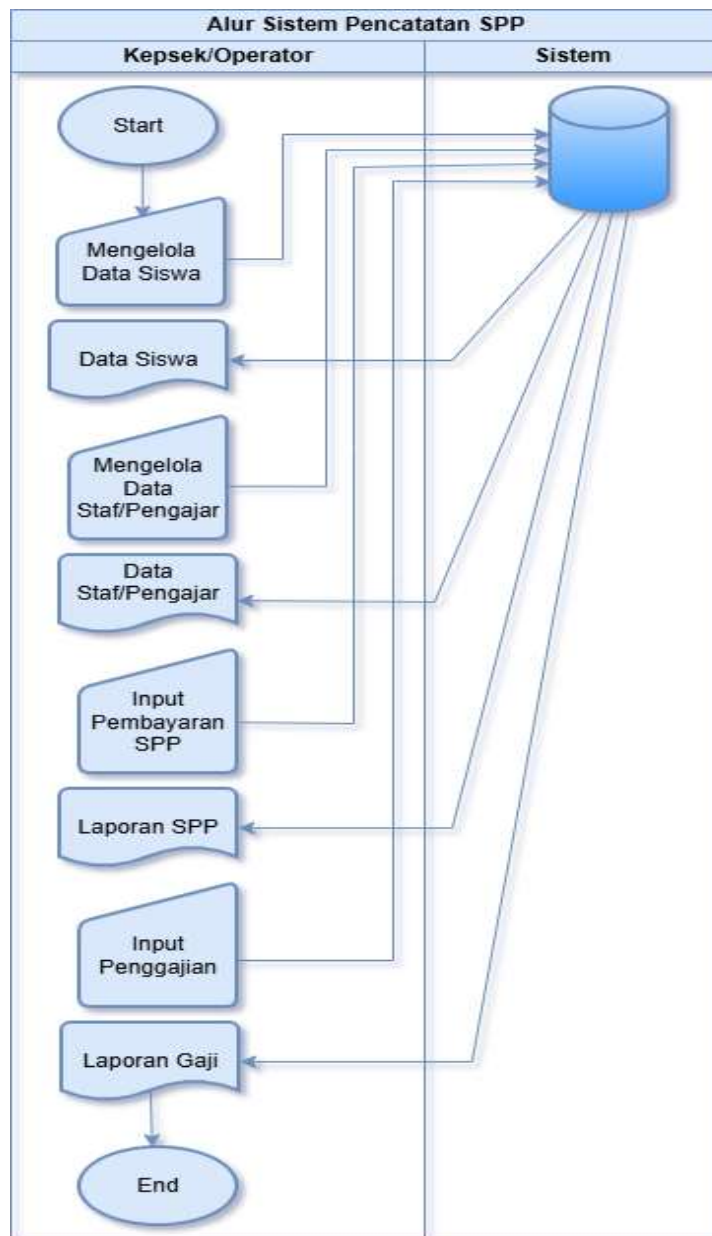 Alur Sistem Pencatatan SPP
Kepsek/Operator
Sistem
Start
Mengelola
Data Siswa
Data Siswa
Mengelola
Data
Staf/Pengajar
Data
Staf/Pengajar
Input
Pembayaran
SPP
Laporan SPP
Input
Penggajian
Laporan Gaji
End